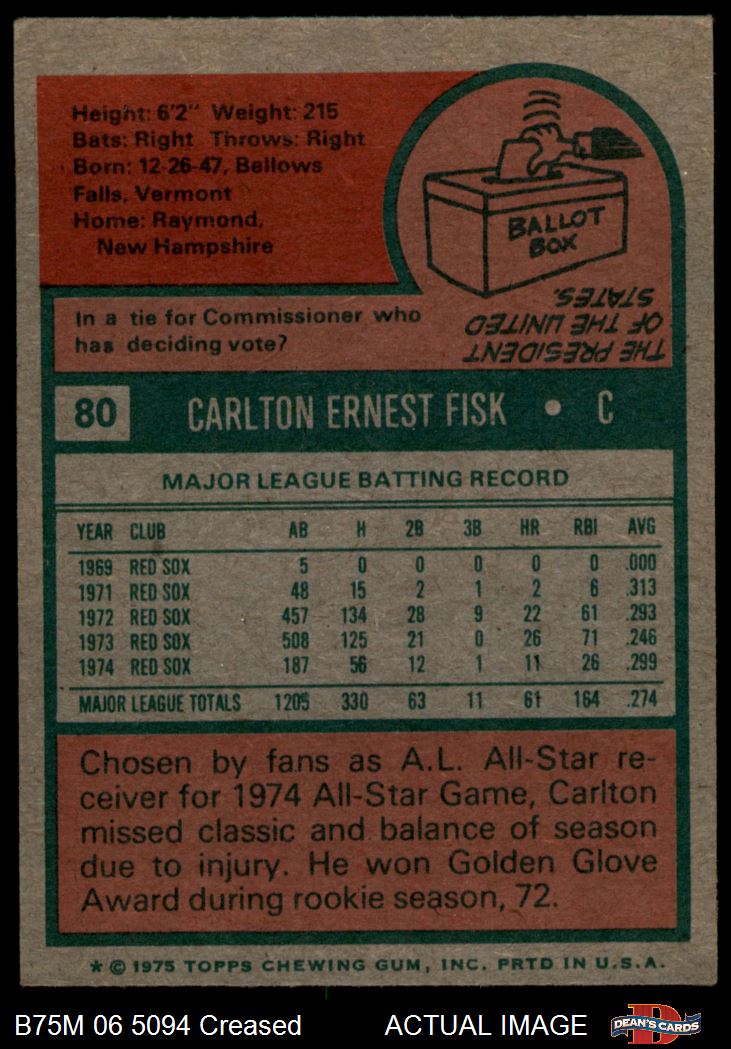 Height: 6'2" Weight: 215
Bats: Right Throws: Right
Born: 12-26-47, Bellows
Falls, Vermont
Home: Raymond,
New Hampshire
BALLOT
BOX
In a tie for Commissioner who
has deciding vote?
THE PRESIDENT
OF THE UNITED
STATES.
80 CARLTON ERNEST FISK • C
MAJOR LEAGUE BATTING RECORD
YEAR CLUB AB H 2B 3B HR RBI AVG
1969 RED SOX 5 0 0 0 0 0 .000
1971 RED SOX 48 15 2 1 2 6 .313
1972 RED SOX 457 134 28 9 22 61 .293
1973 RED SOX 508 125 21 0 26 71 .246
1974 RED SOX 187 56 12 1 11 26 .299
MAJOR LEAGUE TOTALS 1205 330 63 11 61 164 .274
Chosen by fans as A.L. All-Star re-
ceiver for 1974 All-Star Game, Carlton
missed classic and balance of season
due to injury. He won Golden Glove
Award during rookie season, 72.
* © 1975 TOPPS CHEWING GUM, INC. PRTD IN U.S.A.
B75M 06 5094 Creased ACTUAL IMAGE DEAN'S CARDS